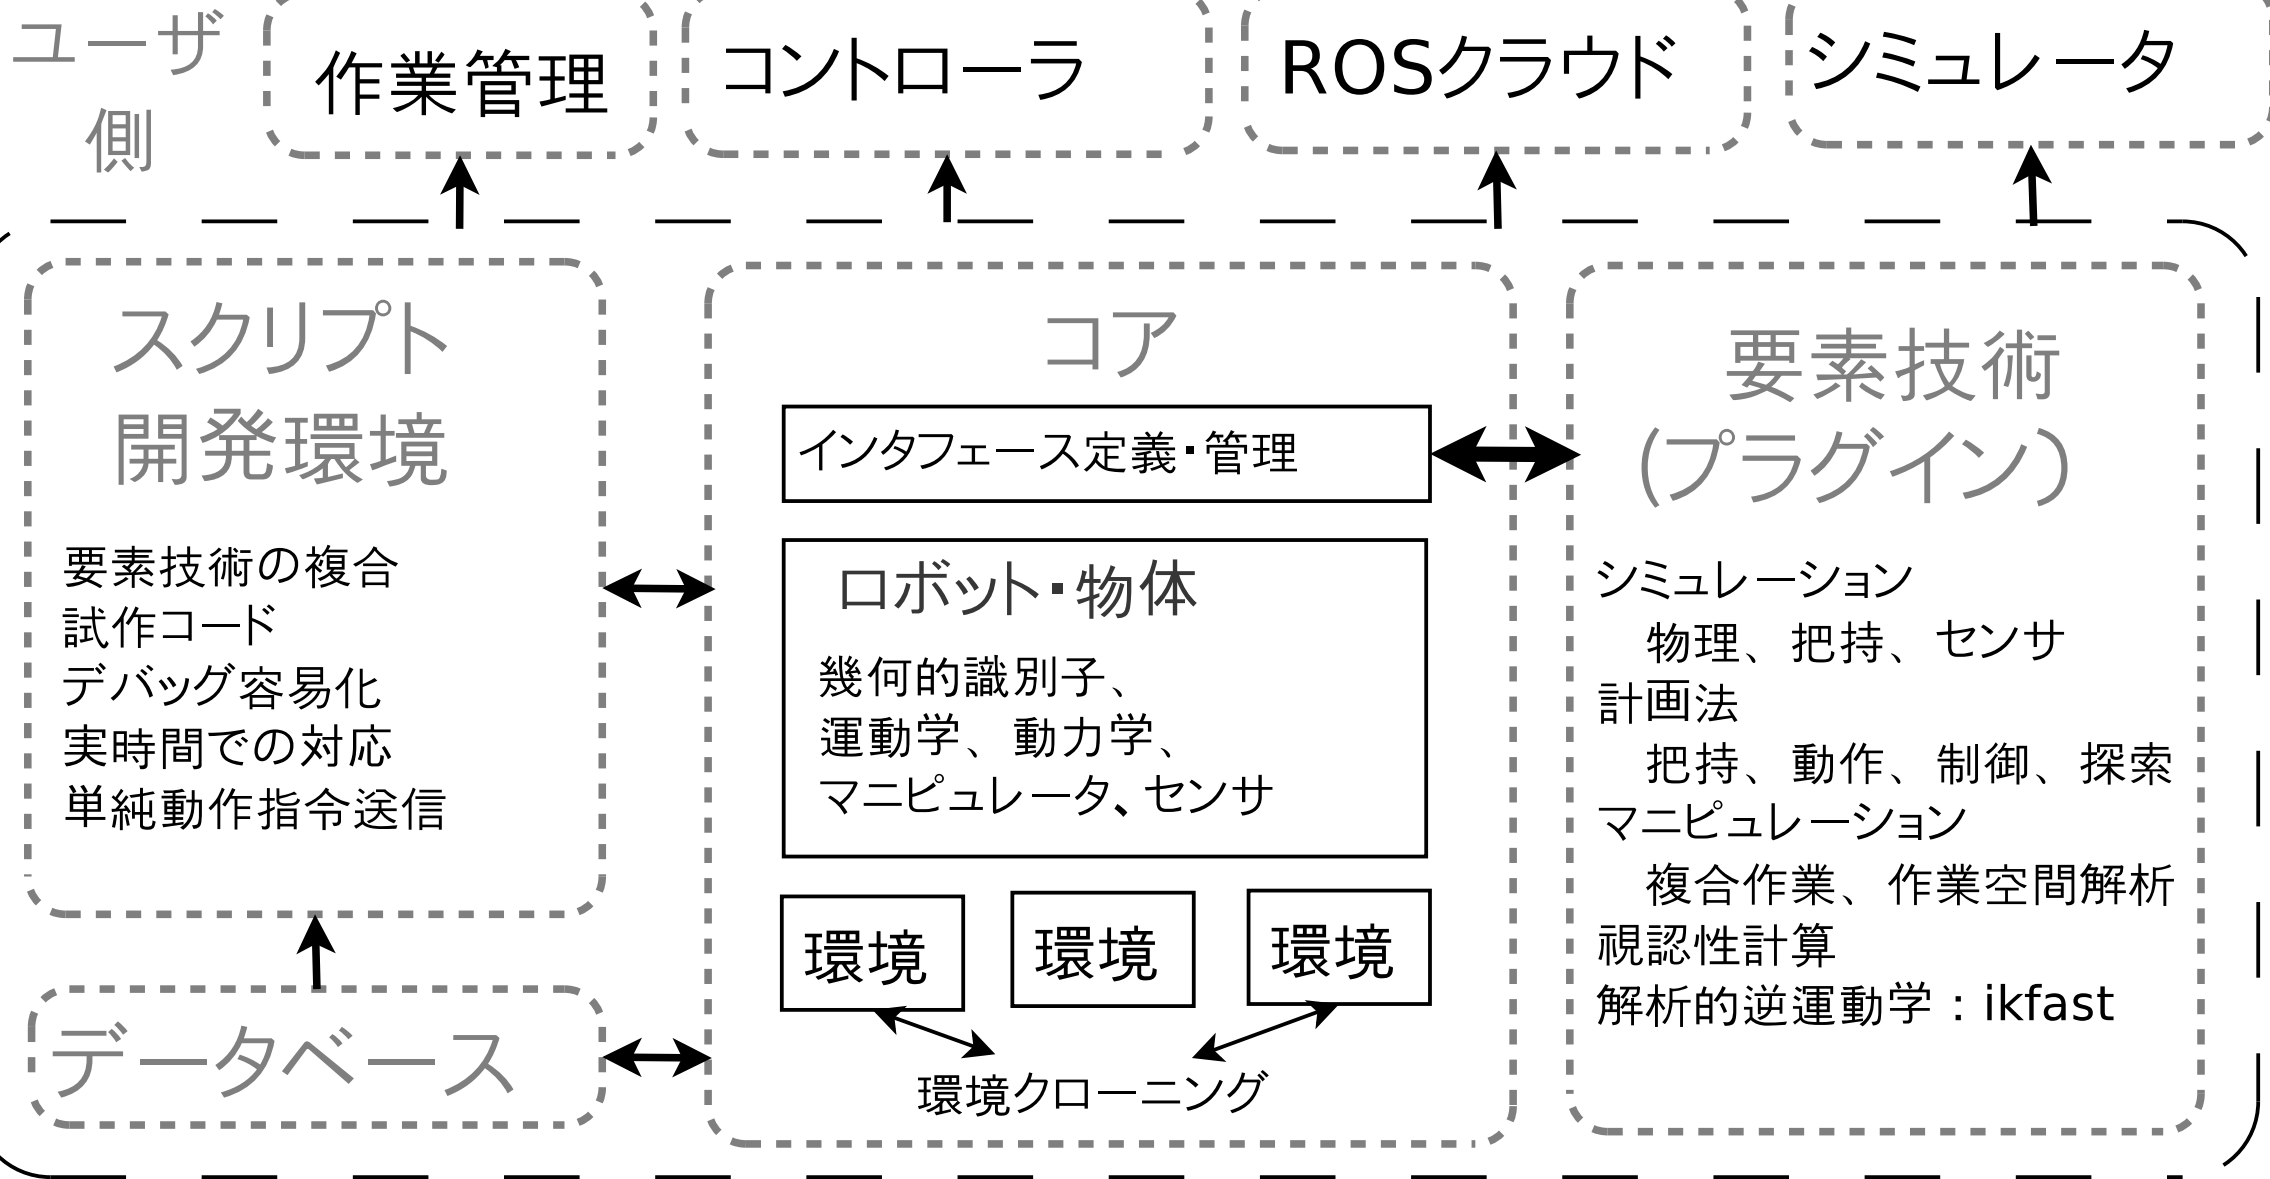 ユーザ
側
作業管理
コントローラ
ROSクラウド
シミュレータ
スクリプト
開発環境
要素技術の複合
試作コード
デバッグ容易化
実時間での対応
単純動作指令送信
データベース
コア
インタフェース定義・管理
ロボット・物体
幾何的識別子、
運動学、動力学、
マニピュレータ、センサ
環境
環境
環境
環境クローニング
要素技術
(プラグイン)
シミュレーション
物理、把持、センサ
計画法
把持、動作、制御、探索
マニピュレーション
複合作業、作業空間解析
視認性計算
解析的逆運動学：ikfast